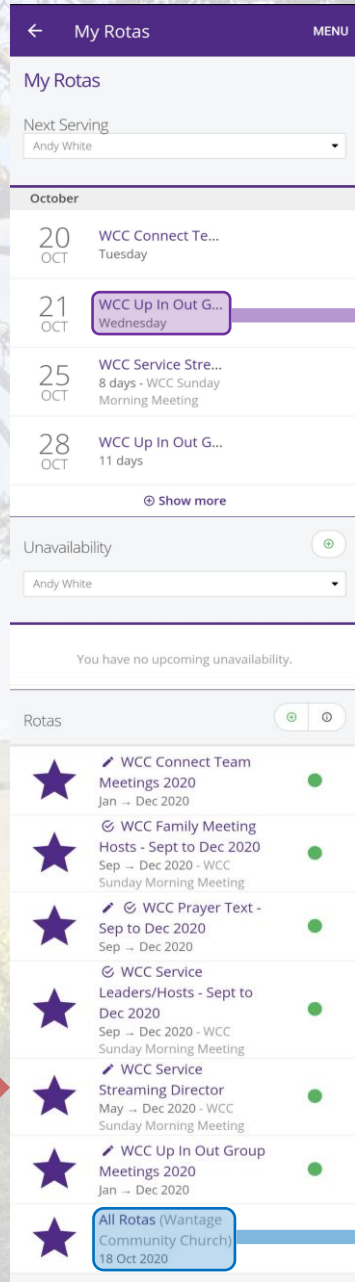 My Rotas
MENU
My Rotas
Next Serving
Andy White
October
20
OCT
WCC Connect Te...
Tuesday
21
OCT
WCC Up In Out G...
Wednesday
25
OCT
WCC Service Stre...
8 days - WCC Sunday
Morning Meeting
28
OCT
WCC Up In Out G...
11 days
Show more
Unavailability
Andy White
You have no upcoming unavailability.
Rotas
WCC Connect Team
Meetings 2020
Jan → Dec 2020
WCC Family Meeting
Hosts - Sept to Dec 2020
Sep → Dec 2020 - WCC
Sunday Morning Meeting
WCC Prayer Text -
Sep to Dec 2020
Sep → Dec 2020
WCC Service
Leaders/Hosts - Sept to
Dec 2020
Sep → Dec 2020 - WCC
Sunday Morning Meeting
WCC Service
Streaming Director
May → Dec 2020 - WCC
Sunday Morning Meeting
WCC Up In Out Group
Meetings 2020
Jan → Dec 2020
All Rotas (Wantage
Community Church)
18 Oct 2020